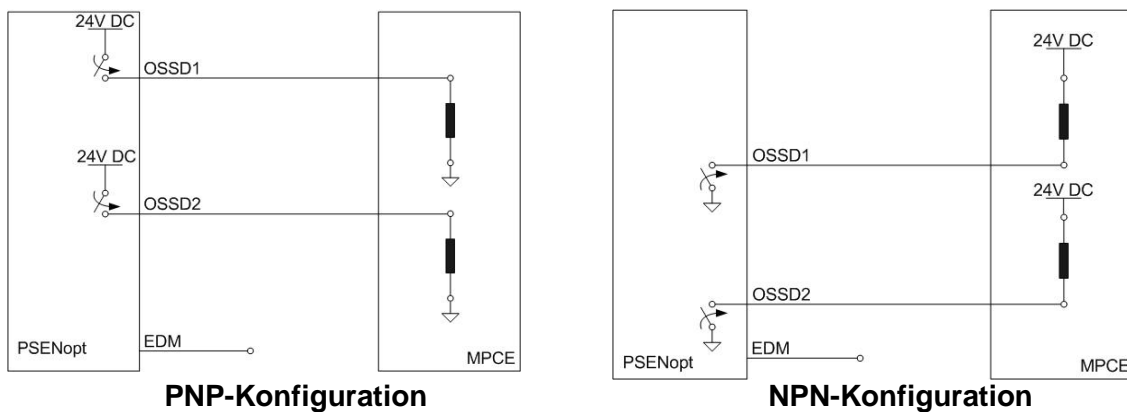 24V DC
OSSD1
24V DC
OSSD2
PSENopt
EDM
MPCE
PNP-Konfiguration
24V DC
OSSD1
24V DC
OSSD2
PSENopt
EDM
MPCE
NPN-Konfiguration